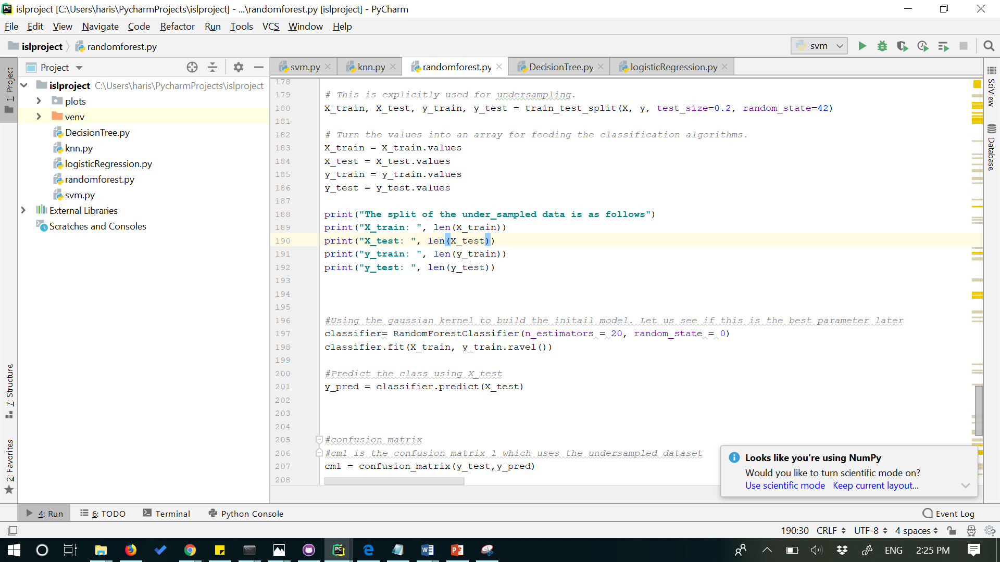 islproject [C:\Users\haris\PycharmProjects\islproject] - ...\randomforest.py [islproject] - PyCharm
File Edit View Navigate Code Refactor Run Tools VCS Window Help
islproject randomforest.py svm
Project
svm.py knn.py randomforest.py DecisionTree.py logisticRegression.py
1: Project
7: Structure
2: Favorites
islproject C:\Users\haris\PycharmProjects\islproject
plots
venv
DecisionTree.py
knn.py
logisticRegression.py
randomforest.py
svm.py
External Libraries
Scratches and Consoles
178
179 # This is explicitly used for undersampling.
180 X_train, X_test, y_train, y_test = train_test_split(X, y, test_size=0.2, random_state=42)
181
182 # Turn the values into an array for feeding the classification algorithms.
183 X_train = X_train.values
184 X_test = X_test.values
185 y_train = y_train.values
186 y_test = y_test.values
187
188 print("The split of the under_sampled data is as follows")
189 print("X_train: ", len(X_train))
190 print("X_test: ", len(X_test))
191 print("y_train: ", len(y_train))
192 print("y_test: ", len(y_test))
193
194
195
196 #Using the gaussian kernel to build the initail model. Let us see if this is the best parameter later
197 classifier= RandomForestClassifier(n_estimators = 20, random_state = 0)
198 classifier.fit(X_train, y_train.ravel())
199
200 #Predict the class using X_test
201 y_pred = classifier.predict(X_test)
202
203
204
205 #confusion matrix
206 #cm1 is the confusion matrix 1 which uses the undersampled dataset
207 cm1 = confusion_matrix(y_test,y_pred)
208
SciView
Database
Looks like you're using NumPy
Would you like to turn scientific mode on?
Use scientific mode Keep current layout...
4: Run 6: TODO Terminal Python Console Event Log
190:30 CRLF UTF-8 4 spaces
ENG 2:25 PM